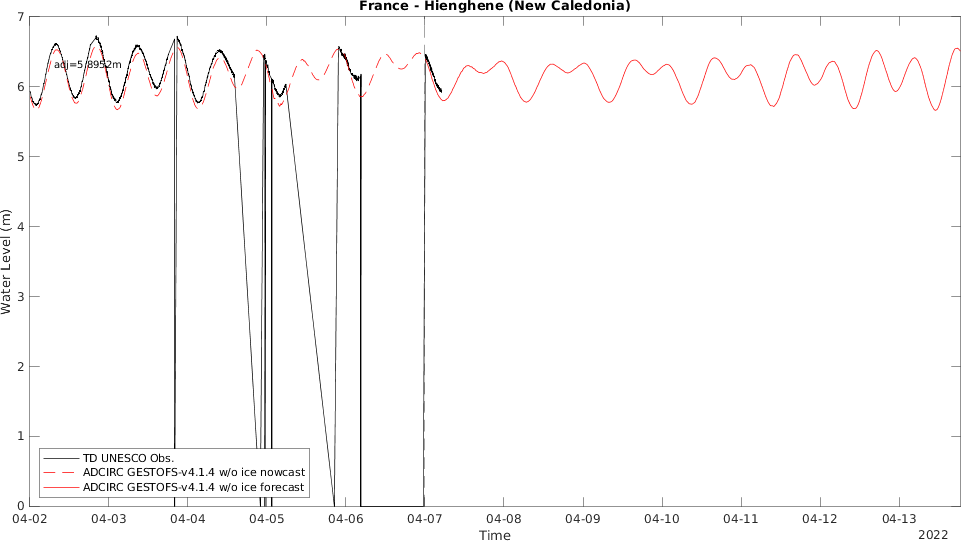 France - Hienghene (New Caledonia)
7
6
5
4
3
2
1
0
Water Level (m)
adj=5.8952m
TD UNESCO Obs.
ADCIRC GESTOFS-v4.1.4 w/o ice nowcast
ADCIRC GESTOFS-v4.1.4 w/o ice forecast
04-02 04-03 04-04 04-05 04-06 04-07 04-08 04-09 04-10 04-11 04-12 04-13
Time
2022